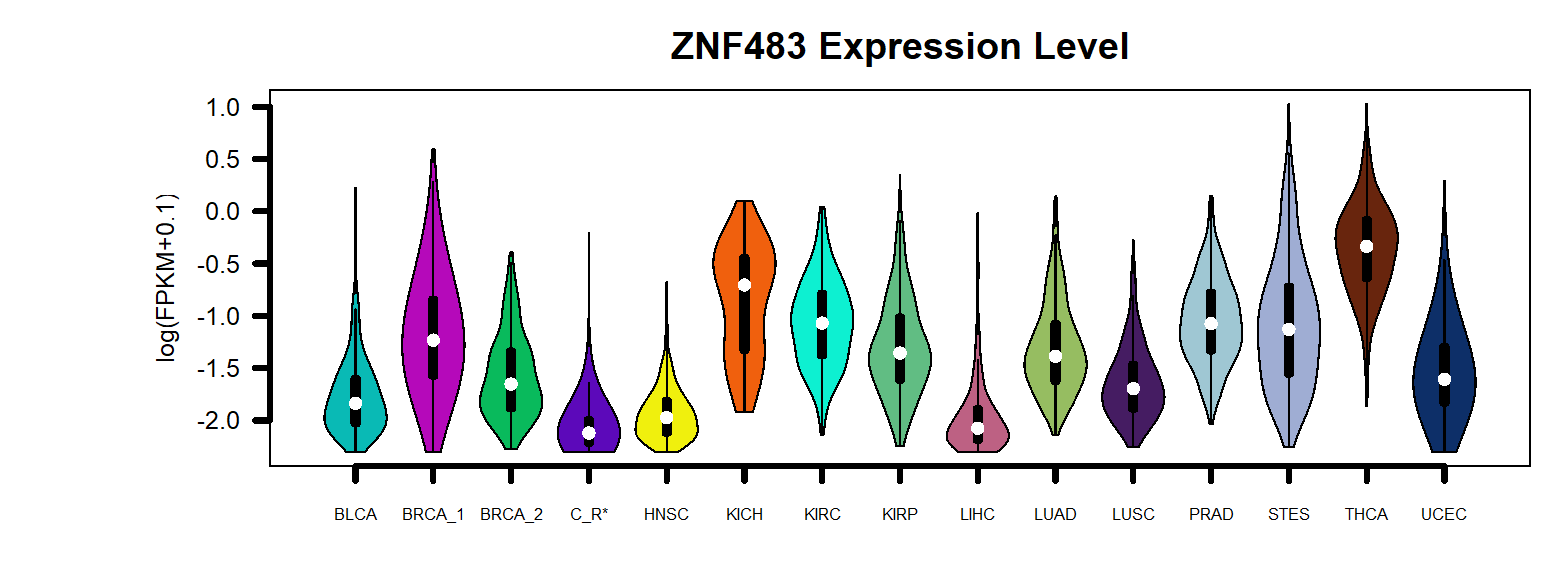 ZNF483 Expression Level
log(FPKM+0.1)
1.0
0.5
0.0
-0.5
-1.0
-1.5
-2.0
BLCA BRCA_1 BRCA_2 C_R* HNSC KICH KIRC KIRP LIHC LUAD LUSC PRAD STES THCA UCEC